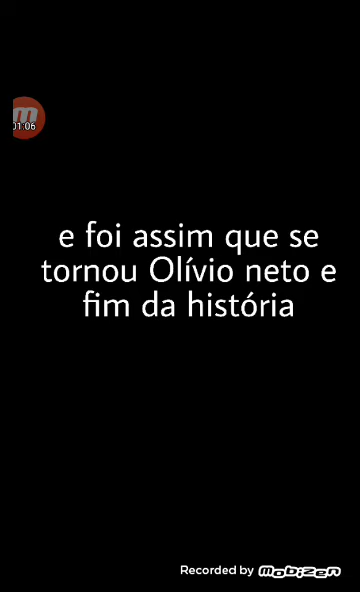 01:06
e foi assim que se
tornou Olívio neto e
fim da história
Recorded by mobizen